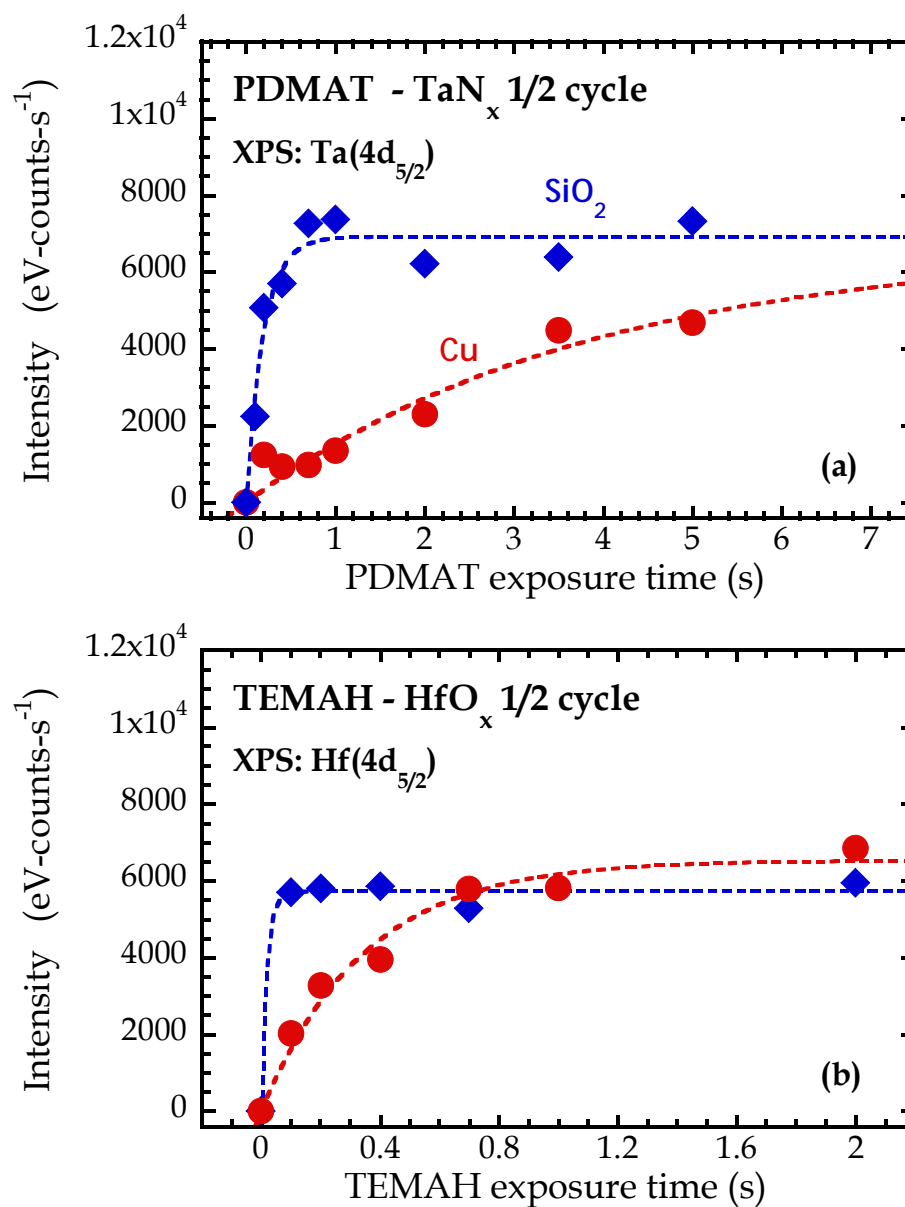 1.2x10⁴
1x10⁴
8000
6000
4000
2000
0
Intensity (eV-counts-s⁻¹)
PDMAT - TaNₓ 1/2 cycle
XPS: Ta(4d₅/₂)
SiO₂
Cu
(a)
0 1 2 3 4 5 6 7
PDMAT exposure time (s)
1.2x10⁴
1x10⁴
8000
6000
4000
2000
0
Intensity (eV-counts-s⁻¹)
TEMAH - HfOₓ 1/2 cycle
XPS: Hf(4d₅/₂)
(b)
0 0.4 0.8 1.2 1.6 2
TEMAH exposure time (s)